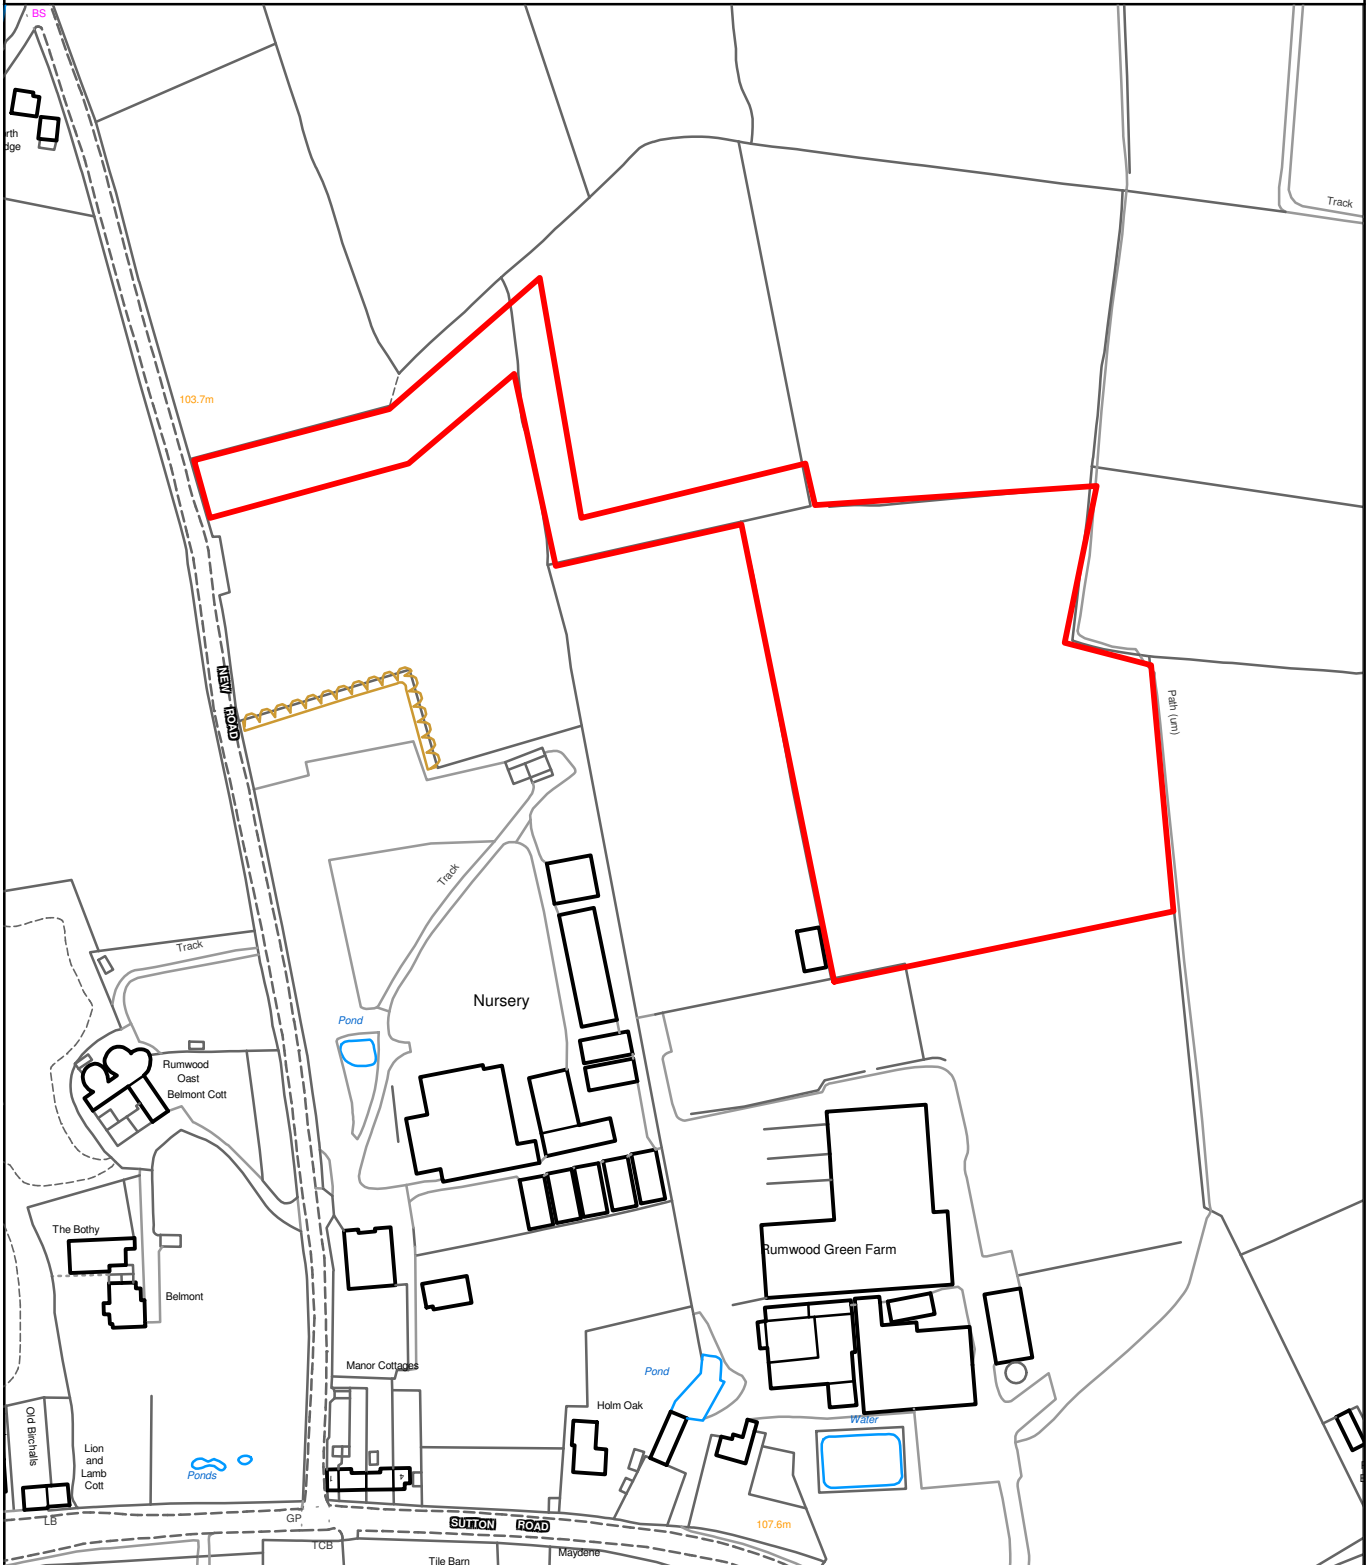 BS
Track
103.7m
NEW
ROAD
Path (um)
Track
Track
Nursery
Pond
Rumwood
Oast
Belmont Cott
The Bothy
Rumwood Green Farm
Belmont
Manor Cottages
Pond
Holm Oak
Old Birchalls
Lion
and
Lamb
Cott
Ponds
1
4
Water
LB
GP
SUTTON ROAD
107.6m
TCB
Tile Barn
Maydene